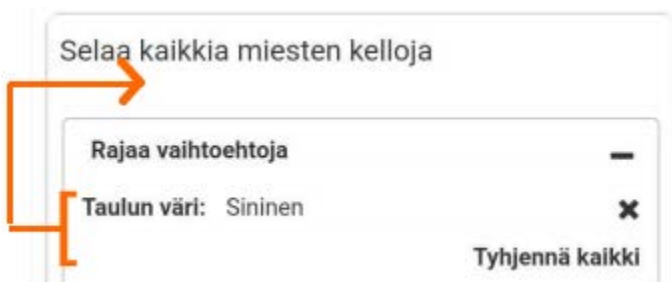 Selaa kaikkia miesten kelloja
Rajaa vaihtoehtoja
Taulun väri: Sininen
Tyhjennä kaikki